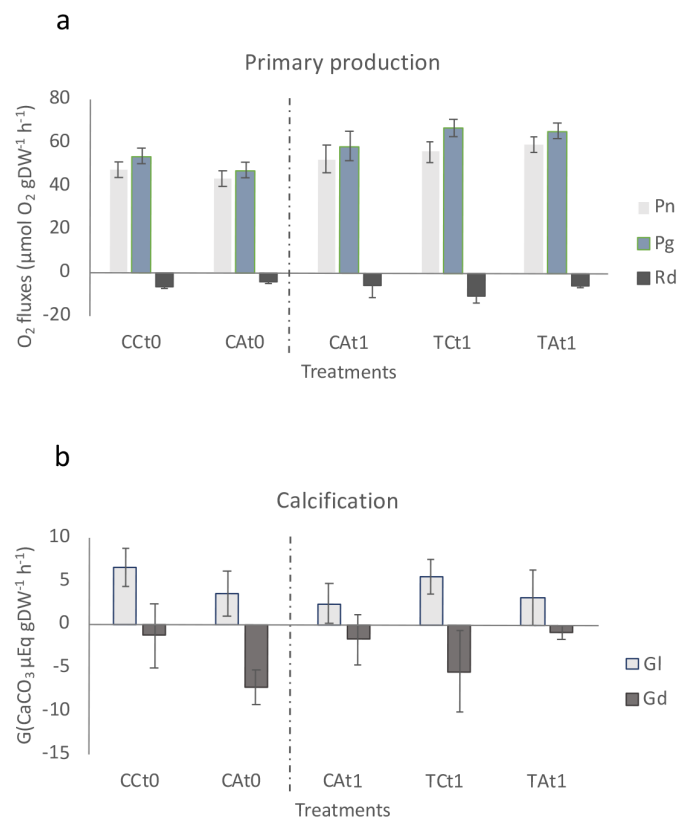 a
Primary production
O₂ fluxes (µmol O₂ gDW⁻¹ h⁻¹)
80
60
40
20
0
-20
Pn
Pg
Rd
CCt0 CAt0 CAt1 TCt1 TAt1
Treatments
b
Calcification
G(CaCO₃ µEq gDW⁻¹ h⁻¹)
10
5
0
-5
-10
-15
Gl
Gd
CCt0 CAt0 CAt1 TCt1 TAt1
Treatments